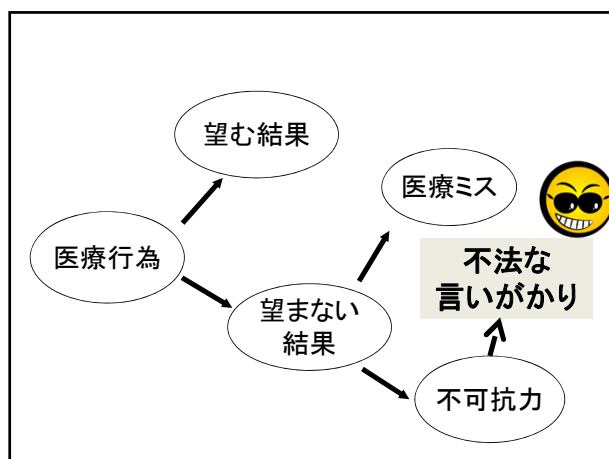 望む結果
医療ミス
医療行為
不法な
言いがかり
望まない
結果
不可抗力